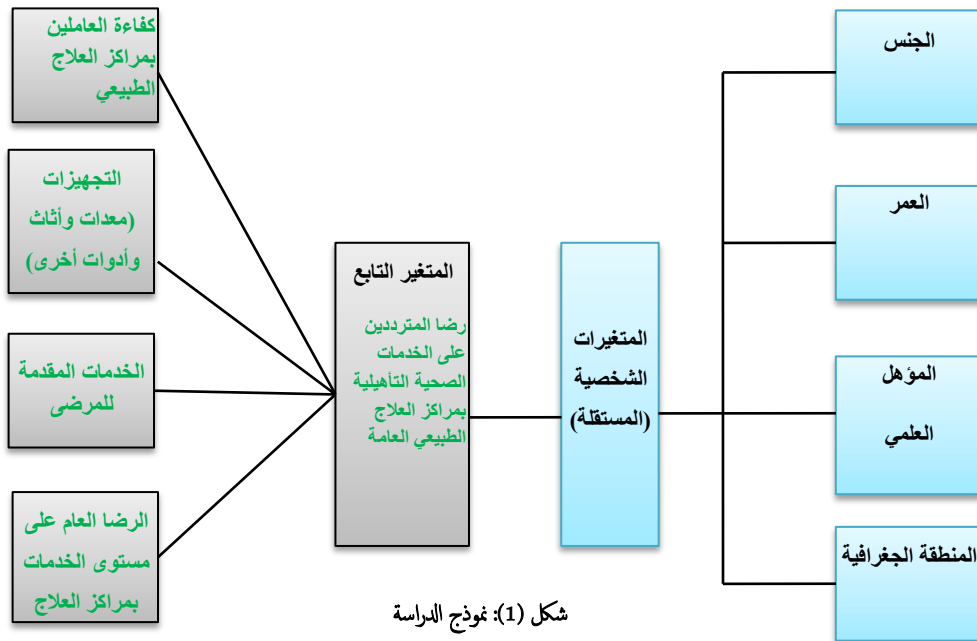 الجنس
العمر
المؤهل
العلمي
المنطقة الجغرافية
المتغيرات
الشخصية
(المستقلة)
المتغير التابع
رضا المترددين
على الخدمات
الصحية التأهيلية
بمراكز العلاج
الطبيعي العامة
كفاءة العاملين
بمراكز العلاج
الطبيعي
التجهيزات
(معدات وأثاث
وأدوات أخرى)
الخدمات المقدمة
للمرضى
الرضا العام على
مستوى الخدمات
بمراكز العلاج
شكل (1): نموذج الدراسة